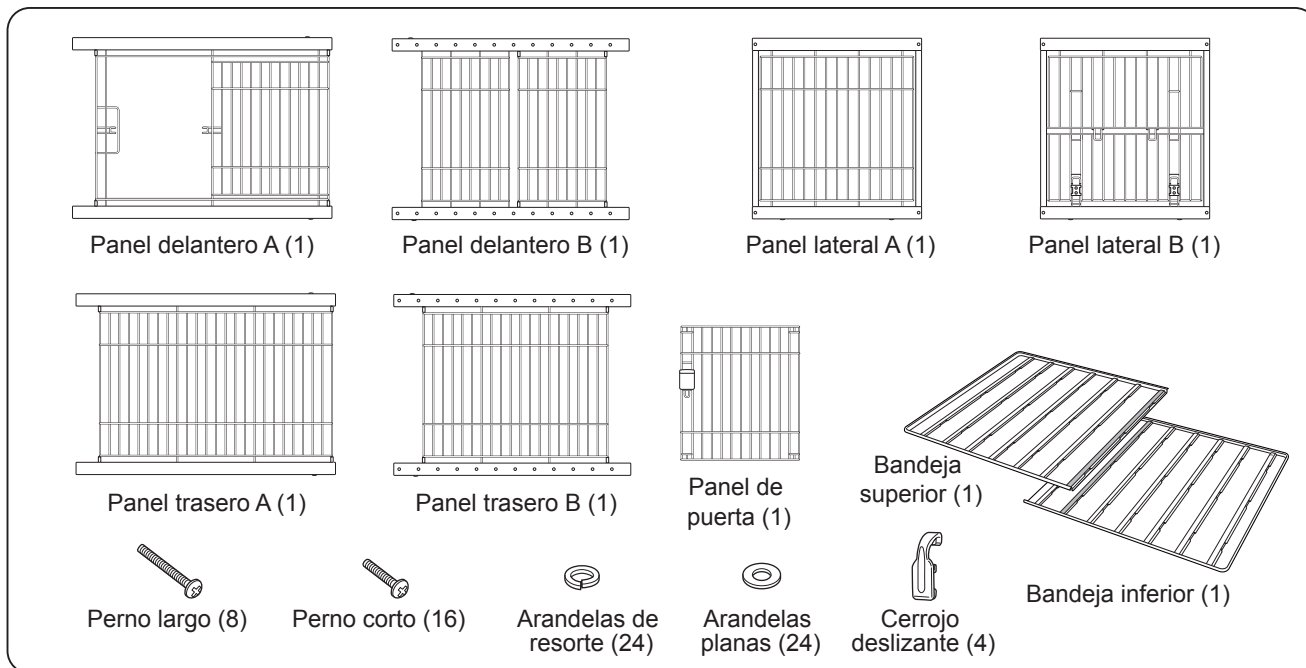 Panel delantero A (1)
Panel delantero B (1)
Panel lateral A (1)
Panel lateral B (1)
Panel trasero A (1)
Panel trasero B (1)
Panel de
puerta (1)
Bandeja
superior (1)
Bandeja inferior (1)
Perno largo (8)
Perno corto (16)
Arandelas de
resorte (24)
Arandelas
planas (24)
Cerrojo
deslizante (4)